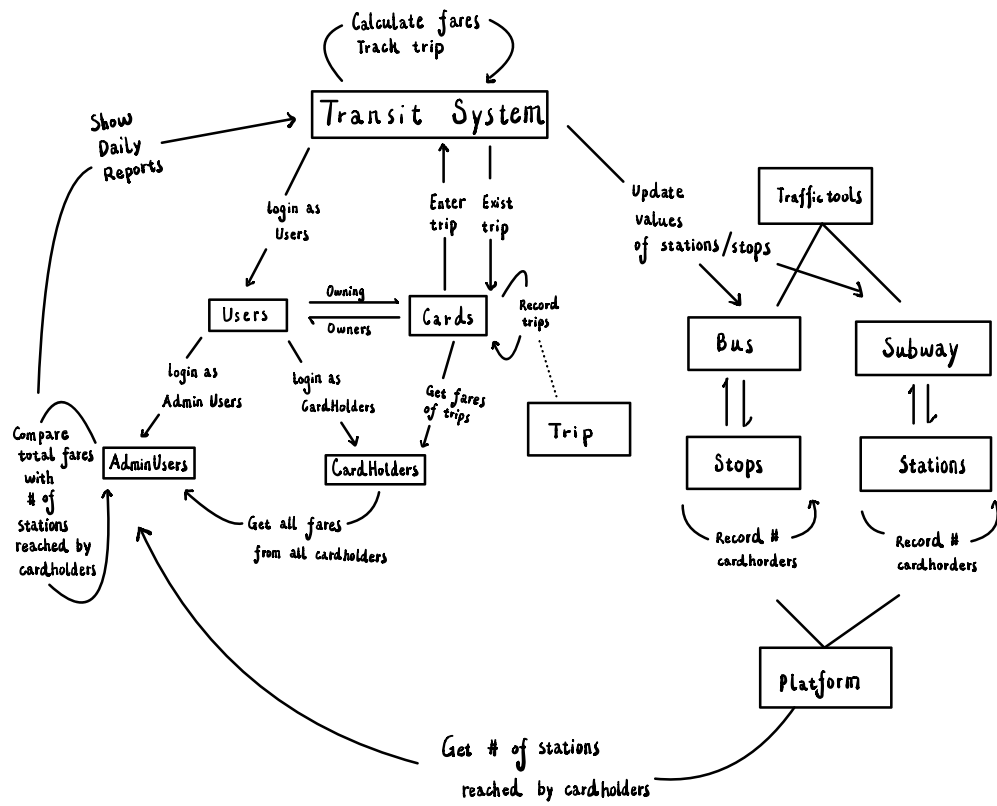 Calculate fares
Track trip
Transit System
Show
Daily
Reports
Login as
Users
Enter
trip
Exist
trip
Update
values
of stations/stops
Traffic tools
Users
Owning
Owners
Cards
Record
trips
Bus
Subway
Login as
Admin Users
Login as
CardHolders
Get fares
of trips
Trip
Compare
total fares
with
# of
stations
reached by
cardholders
AdminUsers
CardHolders
Stops
Stations
Get all fares
from all cardholders
Record #
cardhorders
Record #
cardhorders
Platform
Get # of stations
reached by cardholders